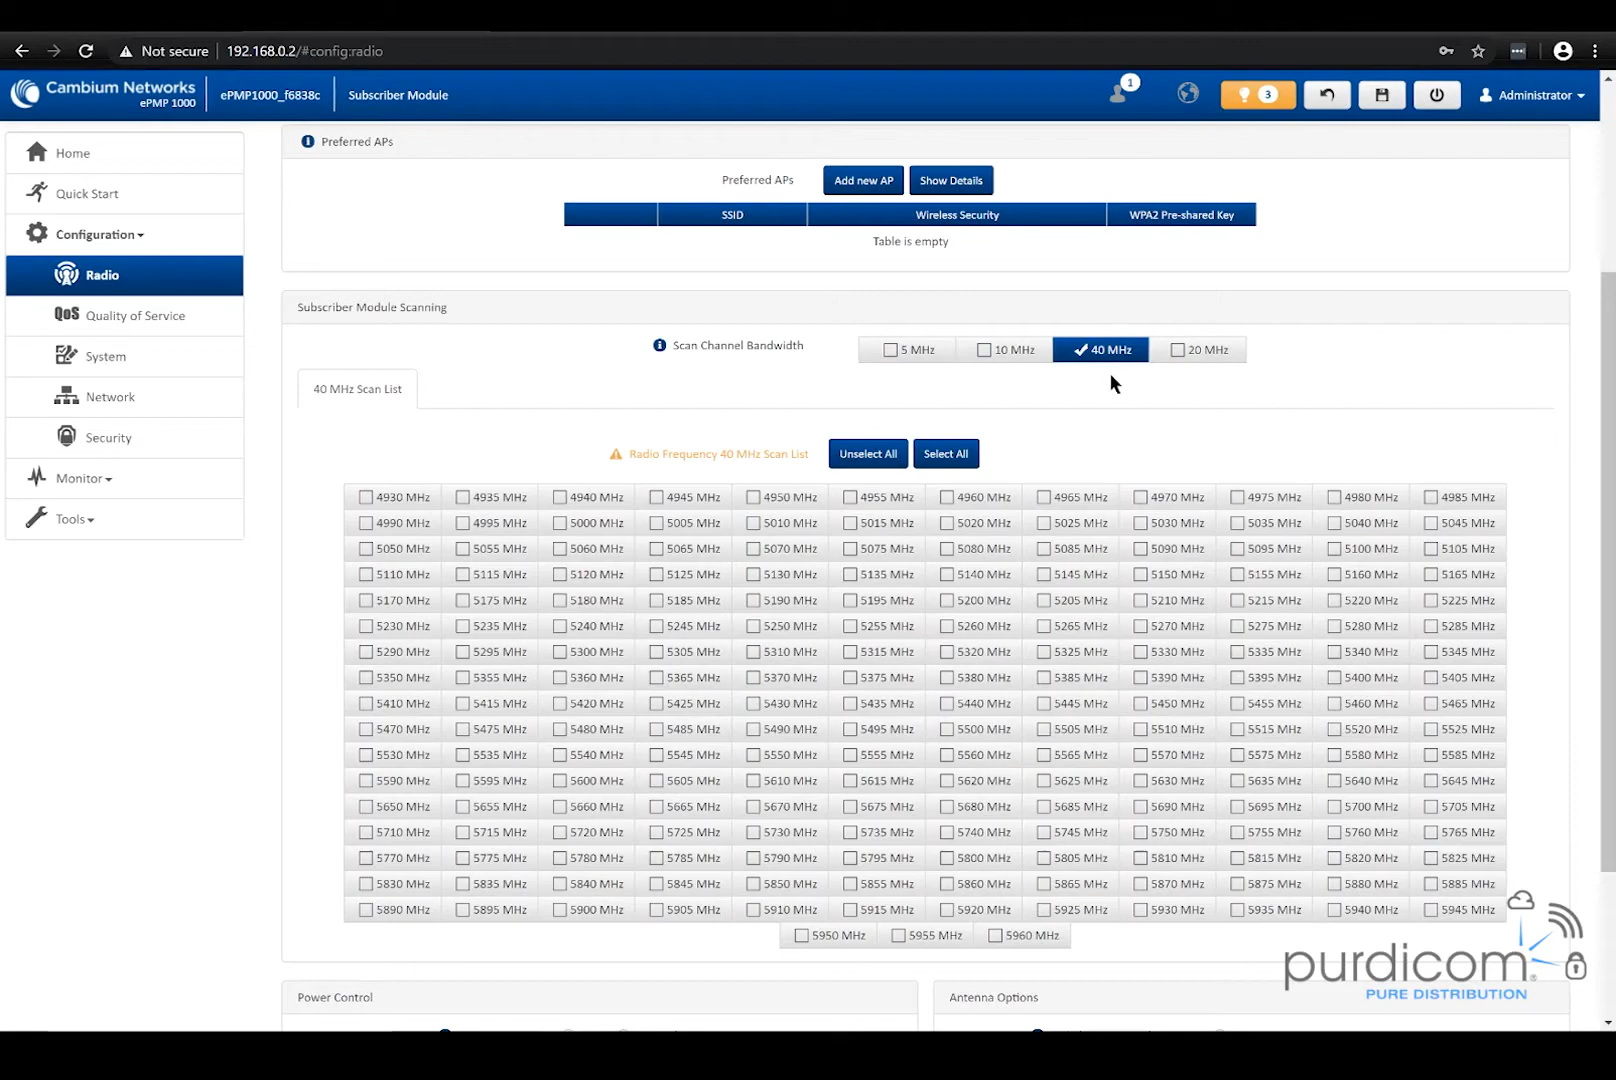 Not secure 192.168.0.2/#config:radio
Cambium Networks
ePMP 1000
ePMP1000_f6838c
Subscriber Module
1
3
Administrator
Home
Quick Start
Configuration
Radio
QoS Quality of Service
System
Network
Security
Monitor
Tools
Preferred APs
Preferred APs Add new AP Show Details
SSID Wireless Security WPA2 Pre-shared Key
Table is empty
Subscriber Module Scanning
Scan Channel Bandwidth 5 MHz 10 MHz 40 MHz 20 MHz
40 MHz Scan List
Radio Frequency 40 MHz Scan List Unselect All Select All
4930 MHz 4935 MHz 4940 MHz 4945 MHz 4950 MHz 4955 MHz 4960 MHz 4965 MHz 4970 MHz 4975 MHz 4980 MHz 4985 MHz
4990 MHz 4995 MHz 5000 MHz 5005 MHz 5010 MHz 5015 MHz 5020 MHz 5025 MHz 5030 MHz 5035 MHz 5040 MHz 5045 MHz
5050 MHz 5055 MHz 5060 MHz 5065 MHz 5070 MHz 5075 MHz 5080 MHz 5085 MHz 5090 MHz 5095 MHz 5100 MHz 5105 MHz
5110 MHz 5115 MHz 5120 MHz 5125 MHz 5130 MHz 5135 MHz 5140 MHz 5145 MHz 5150 MHz 5155 MHz 5160 MHz 5165 MHz
5170 MHz 5175 MHz 5180 MHz 5185 MHz 5190 MHz 5195 MHz 5200 MHz 5205 MHz 5210 MHz 5215 MHz 5220 MHz 5225 MHz
5230 MHz 5235 MHz 5240 MHz 5245 MHz 5250 MHz 5255 MHz 5260 MHz 5265 MHz 5270 MHz 5275 MHz 5280 MHz 5285 MHz
5290 MHz 5295 MHz 5300 MHz 5305 MHz 5310 MHz 5315 MHz 5320 MHz 5325 MHz 5330 MHz 5335 MHz 5340 MHz 5345 MHz
5350 MHz 5355 MHz 5360 MHz 5365 MHz 5370 MHz 5375 MHz 5380 MHz 5385 MHz 5390 MHz 5395 MHz 5400 MHz 5405 MHz
5410 MHz 5415 MHz 5420 MHz 5425 MHz 5430 MHz 5435 MHz 5440 MHz 5445 MHz 5450 MHz 5455 MHz 5460 MHz 5465 MHz
5470 MHz 5475 MHz 5480 MHz 5485 MHz 5490 MHz 5495 MHz 5500 MHz 5505 MHz 5510 MHz 5515 MHz 5520 MHz 5525 MHz
5530 MHz 5535 MHz 5540 MHz 5545 MHz 5550 MHz 5555 MHz 5560 MHz 5565 MHz 5570 MHz 5575 MHz 5580 MHz 5585 MHz
5590 MHz 5595 MHz 5600 MHz 5605 MHz 5610 MHz 5615 MHz 5620 MHz 5625 MHz 5630 MHz 5635 MHz 5640 MHz 5645 MHz
5650 MHz 5655 MHz 5660 MHz 5665 MHz 5670 MHz 5675 MHz 5680 MHz 5685 MHz 5690 MHz 5695 MHz 5700 MHz 5705 MHz
5710 MHz 5715 MHz 5720 MHz 5725 MHz 5730 MHz 5735 MHz 5740 MHz 5745 MHz 5750 MHz 5755 MHz 5760 MHz 5765 MHz
5770 MHz 5775 MHz 5780 MHz 5785 MHz 5790 MHz 5795 MHz 5800 MHz 5805 MHz 5810 MHz 5815 MHz 5820 MHz 5825 MHz
5830 MHz 5835 MHz 5840 MHz 5845 MHz 5850 MHz 5855 MHz 5860 MHz 5865 MHz 5870 MHz 5875 MHz 5880 MHz 5885 MHz
5890 MHz 5895 MHz 5900 MHz 5905 MHz 5910 MHz 5915 MHz 5920 MHz 5925 MHz 5930 MHz 5935 MHz 5940 MHz 5945 MHz
5950 MHz 5955 MHz 5960 MHz
purdicom
PURE DISTRIBUTION
Power Control
Antenna Options